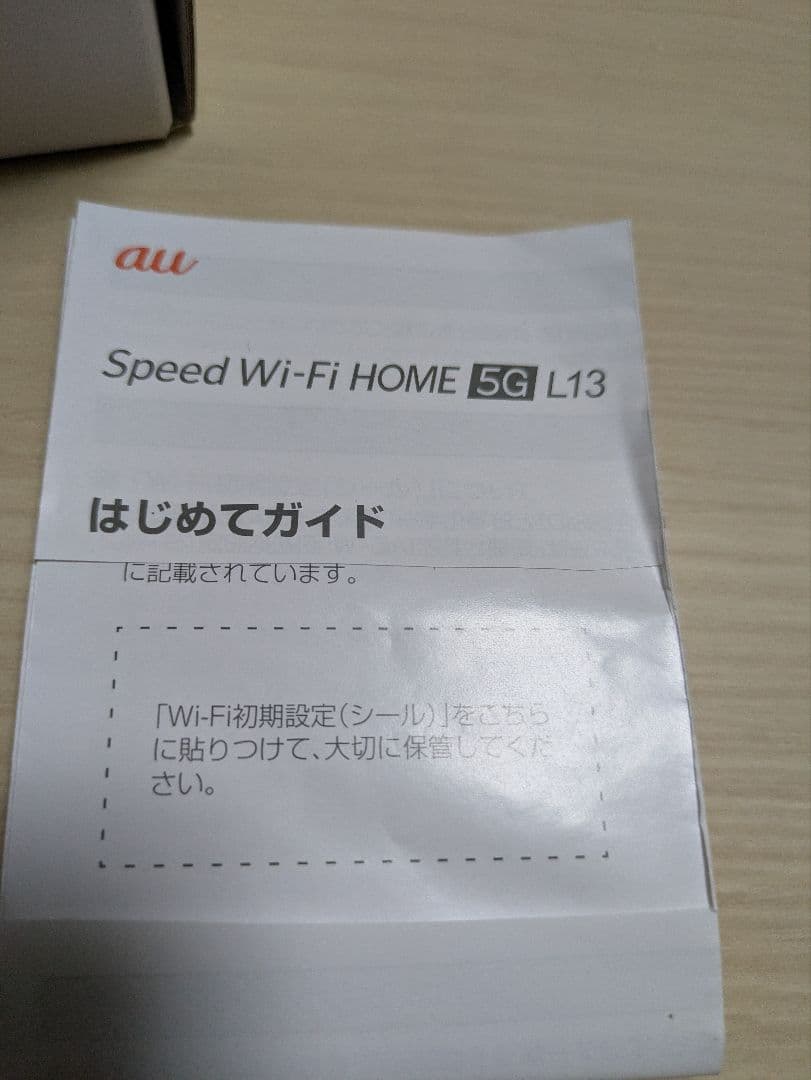 au
Speed Wi-Fi HOME 5G L13
はじめてガイド
に記載されています。
「Wi-Fi初期設定(シール)」をこちら
に貼りつけて、大切に保管してくだ
さい。